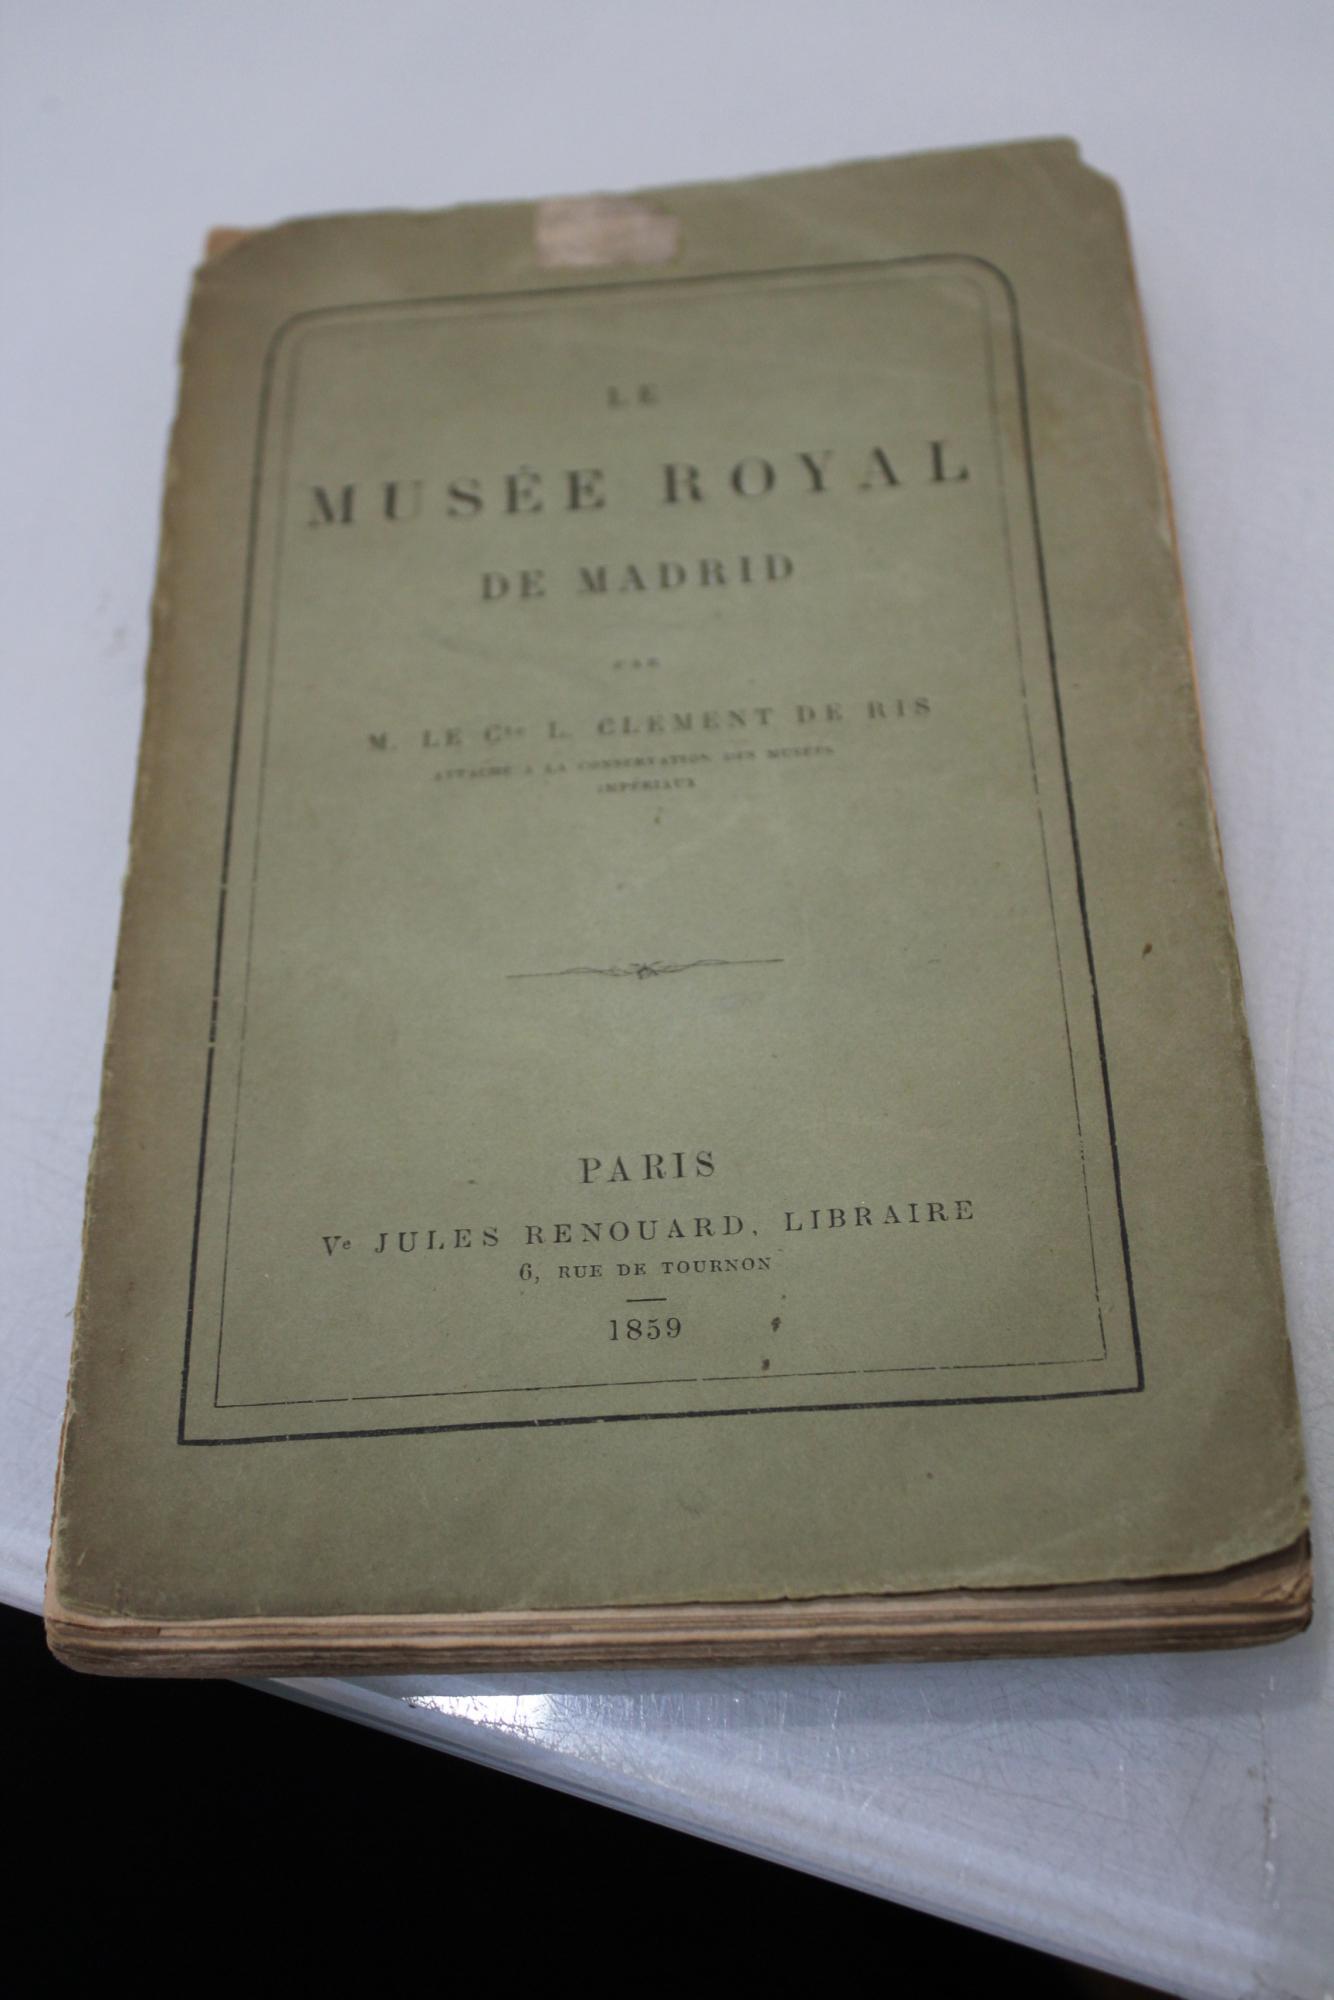 LE
MUSÉE ROYAL
DE MADRID
PAR
M. LE Cte L. CLEMENT DE RIS
ATTACHÉ A LA CONSERVATION DES MUSÉES
IMPÉRIAUX
PARIS
Ve JULES RENOUARD, LIBRAIRE
6, RUE DE TOURNON
1859